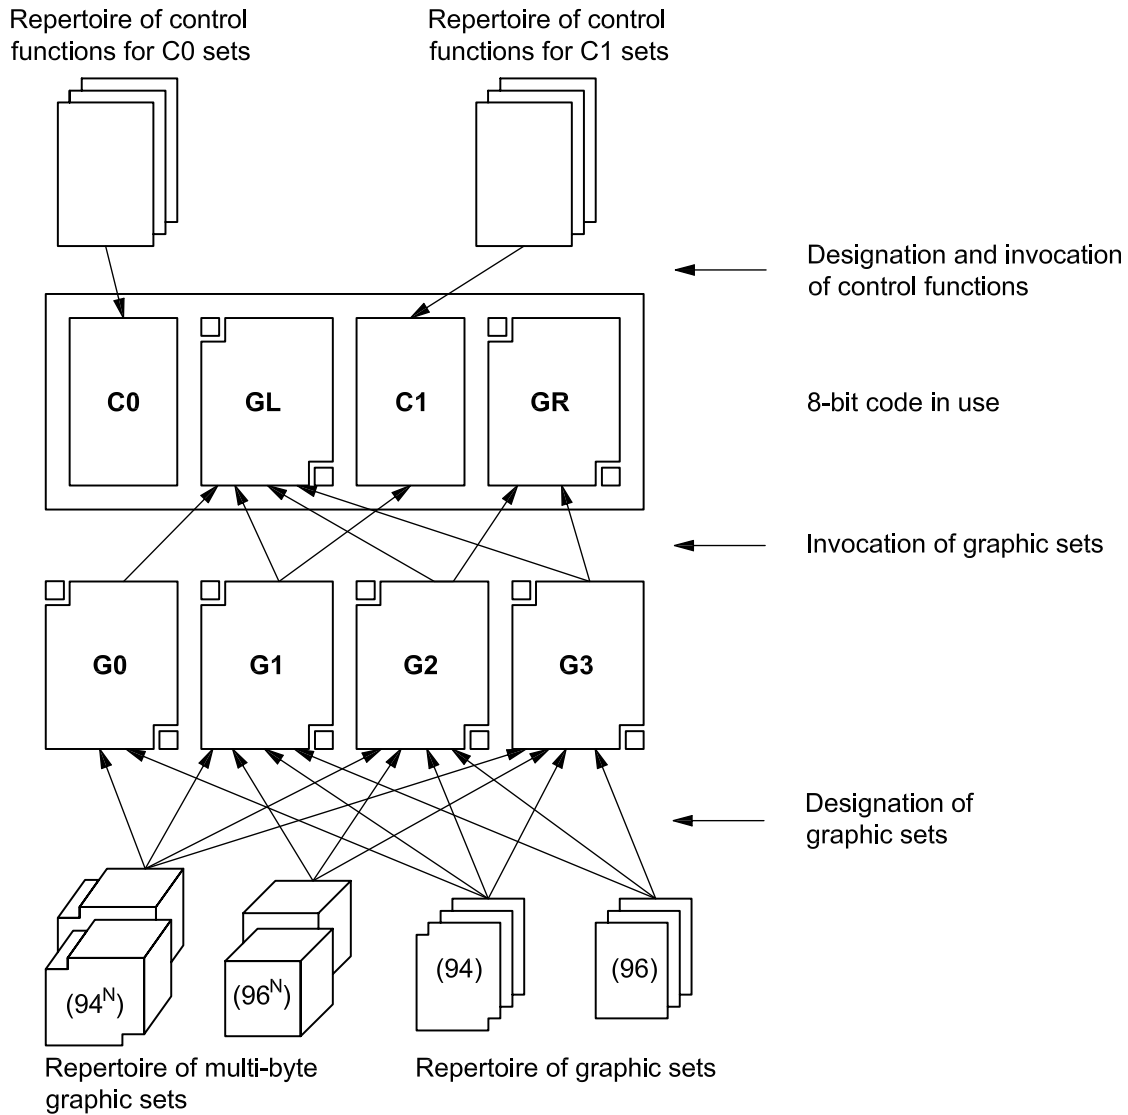 Repertoire of control
functions for C0 sets
Repertoire of control
functions for C1 sets
Designation and invocation
of control functions
C0
GL
C1
GR
8-bit code in use
Invocation of graphic sets
G0
G1
G2
G3
Designation of
graphic sets
(94ᴺ)
(96ᴺ)
(94)
(96)
Repertoire of multi-byte
graphic sets
Repertoire of graphic sets